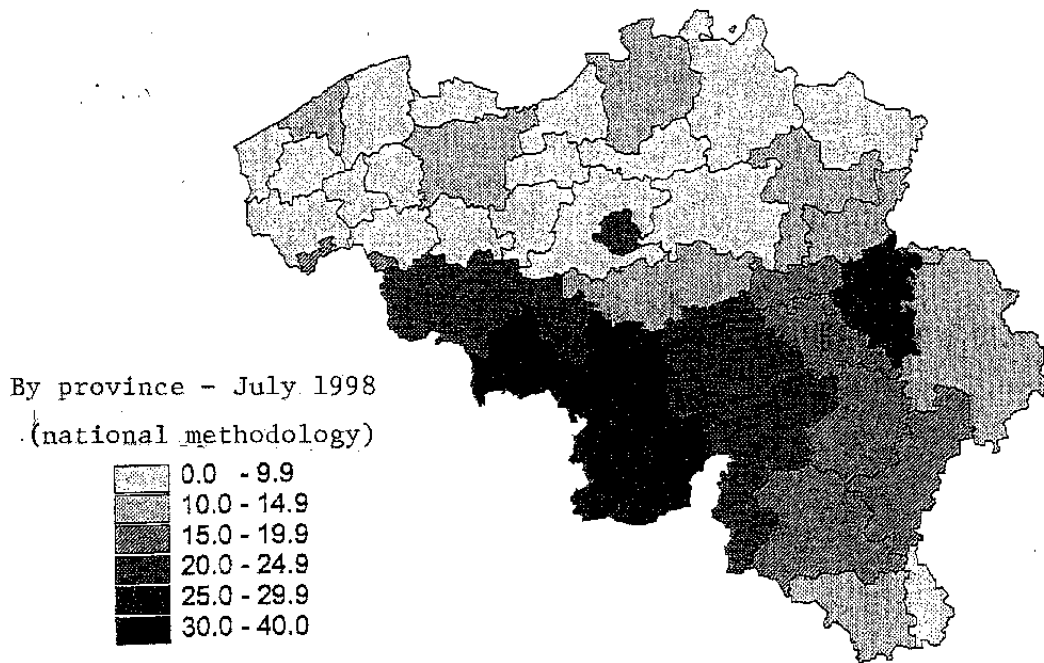 By province - July 1998
(national methodology)
0.0 - 9.9
10.0 - 14.9
15.0 - 19.9
20.0 - 24.9
25.0 - 29.9
30.0 - 40.0